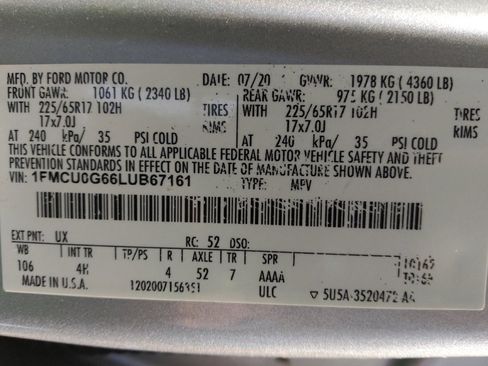 MFD. BY FORD MOTOR CO. DATE: 07/20 GVWR: 1978 KG ( 4360 LB)
FRONT GAWR: 1061 KG ( 2340 LB) REAR GAWR: 975 KG ( 2150 LB)
WITH 225/65R17 102H TIRES WITH 225/65R17 102H TIRES
17x7.0J RIMS 17x7.0J RIMS
AT 240 kPa/ 35 PSI COLD AT 240 kPa/ 35 PSI COLD
THIS VEHICLE CONFORMS TO ALL APPLICABLE FEDERAL MOTOR VEHICLE SAFETY AND THEFT
PREVENTION STANDARDS IN EFFECT ON THE DATE OF MANUFACTURE SHOWN ABOVE.
VIN: 1FMCU0G66LUB67161 TYPE: MPV
EXT PNT: UX RC: 52 DSO:
WB INT TR TP/PS R AXLE TR SPR
106 4H 4 52 7 AAAA
MADE IN U.S.A. ULC ▽ 5U5A-3520472-AA